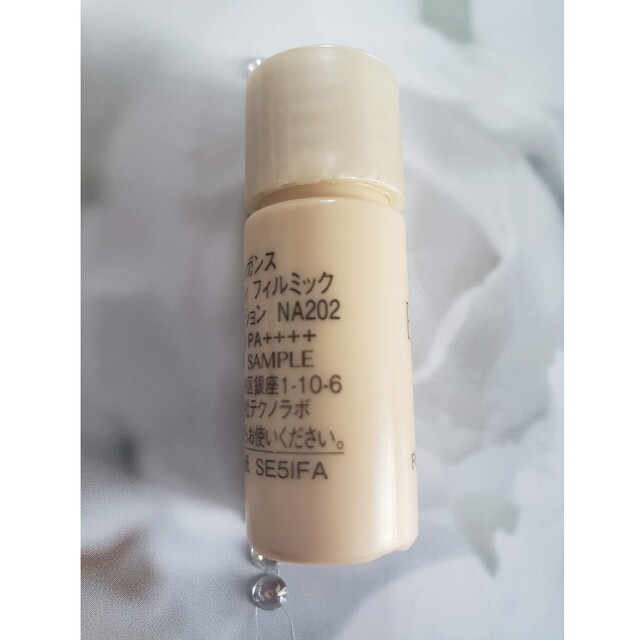 ガンス
フィルミック
ション NA202
PA++++
SAMPLE
区銀座1-10-6
テクノラボ
お使いください。
SE5IFA